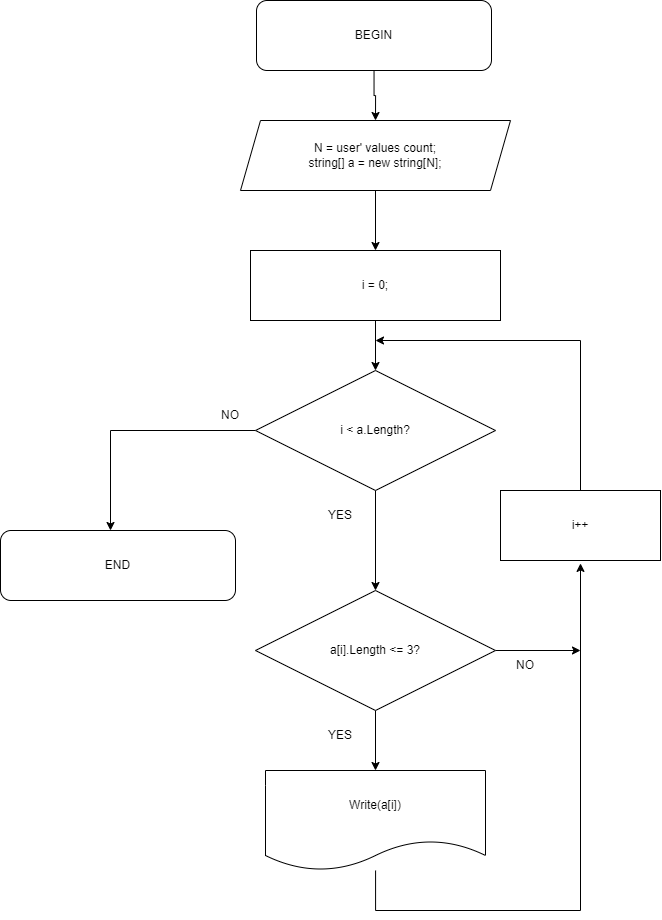 BEGIN
N = user' values count;
string[] a = new string[N];
i = 0;
NO
i < a.Length?
YES
i++
END
a[i].Length <= 3?
NO
YES
Write(a[i])